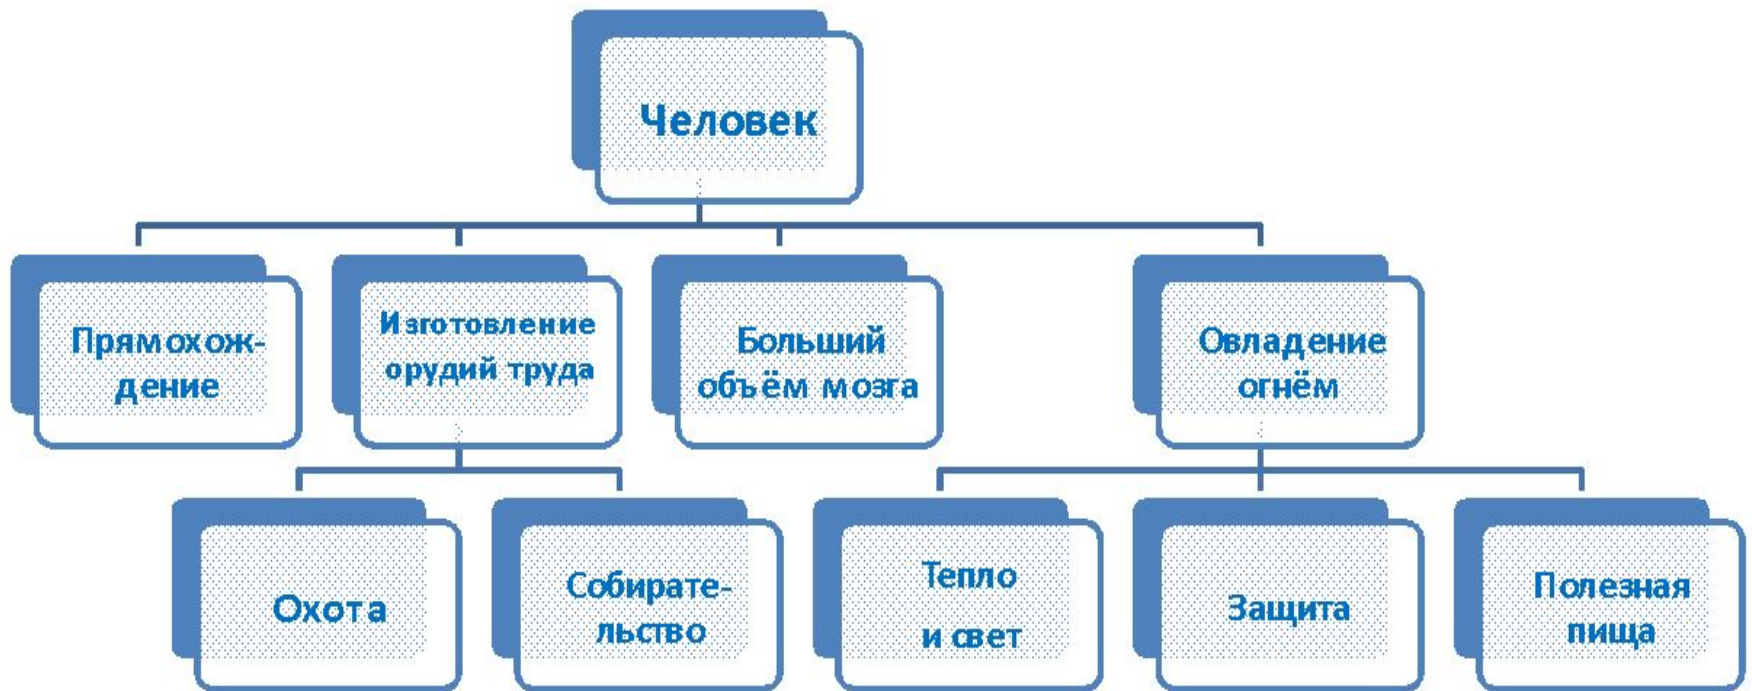 Человек
Прямохож-
дение
Изготовление
орудий труда
Больший
объём мозга
Овладение
огнём
Охота
Собирате-
льство
Тепло
и свет
Защита
Полезная
пища